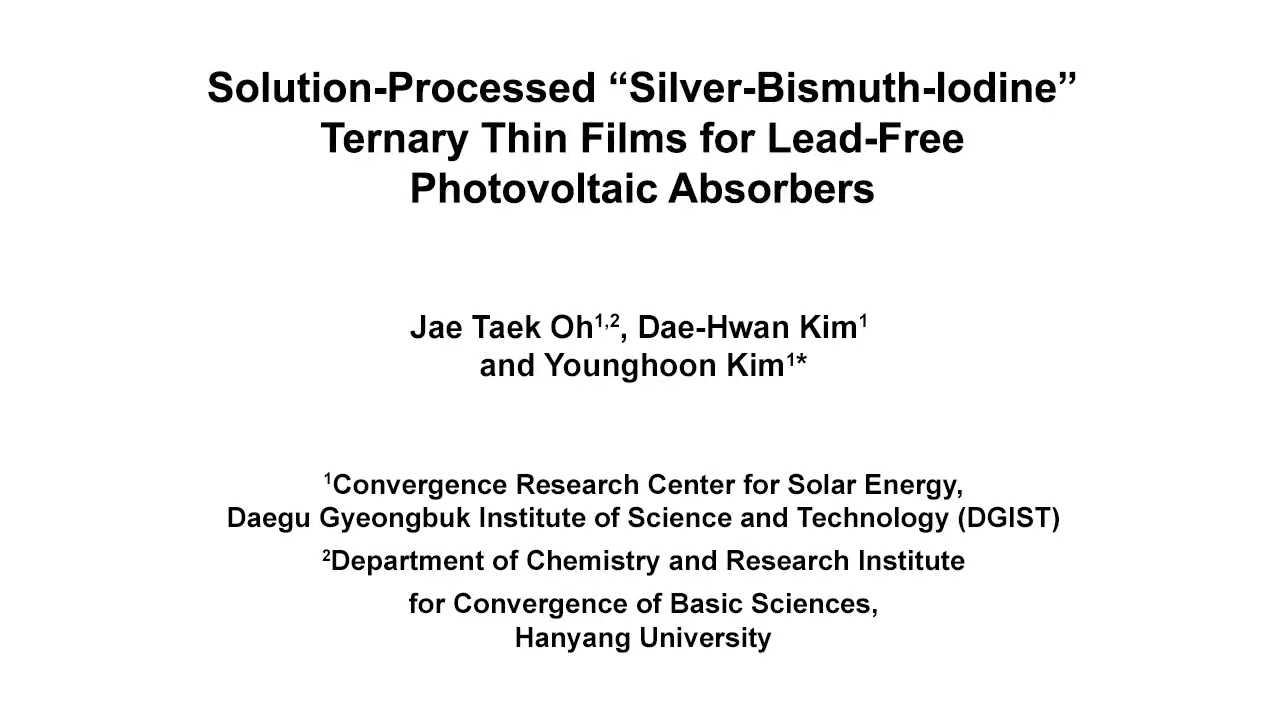 Solution-Processed “Silver-Bismuth-Iodine”
Ternary Thin Films for Lead-Free
Photovoltaic Absorbers
Jae Taek Oh¹,², Dae-Hwan Kim¹
and Younghoon Kim¹*
¹Convergence Research Center for Solar Energy,
Daegu Gyeongbuk Institute of Science and Technology (DGIST)
²Department of Chemistry and Research Institute
for Convergence of Basic Sciences,
Hanyang University